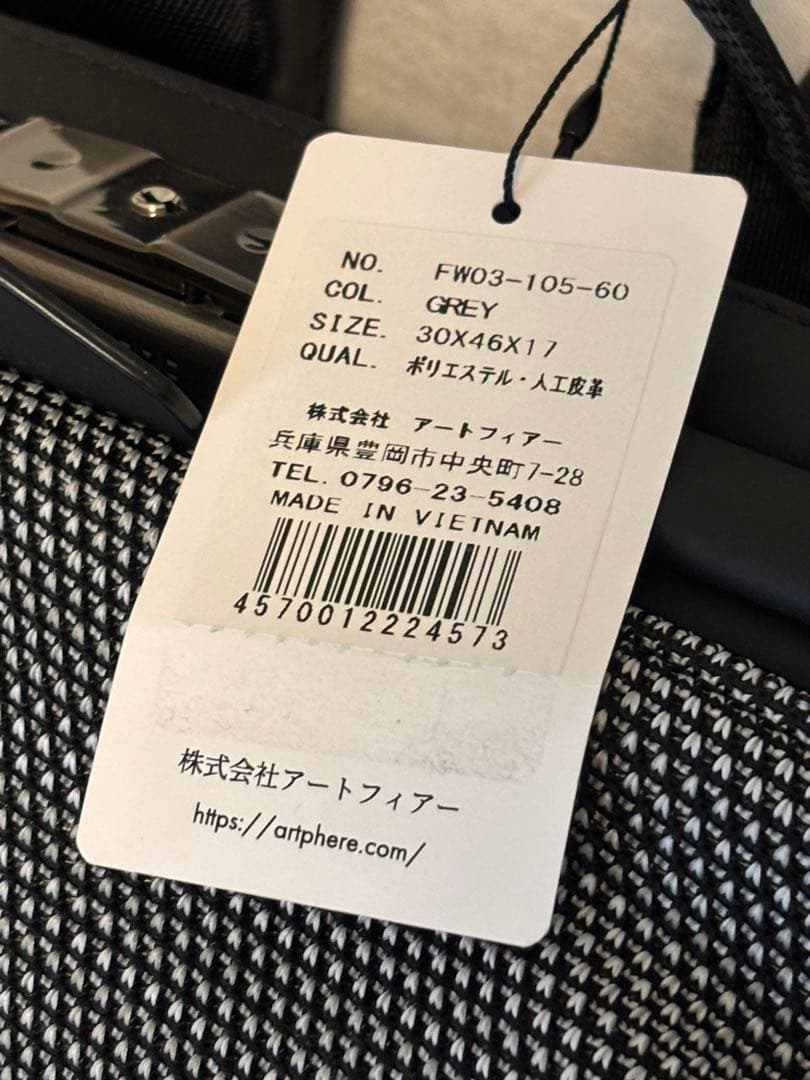 NO. FW03-105-60
COL. GREY
SIZE. 30X46X17
QUAL. ポリエステル・人工皮革
株式会社 アートフィアー
兵庫県豊岡市中央町7-28
TEL. 0796-23-5408
MADE IN VIETNAM
4570012224573
株式会社アートフィアー
https://artphere.com/